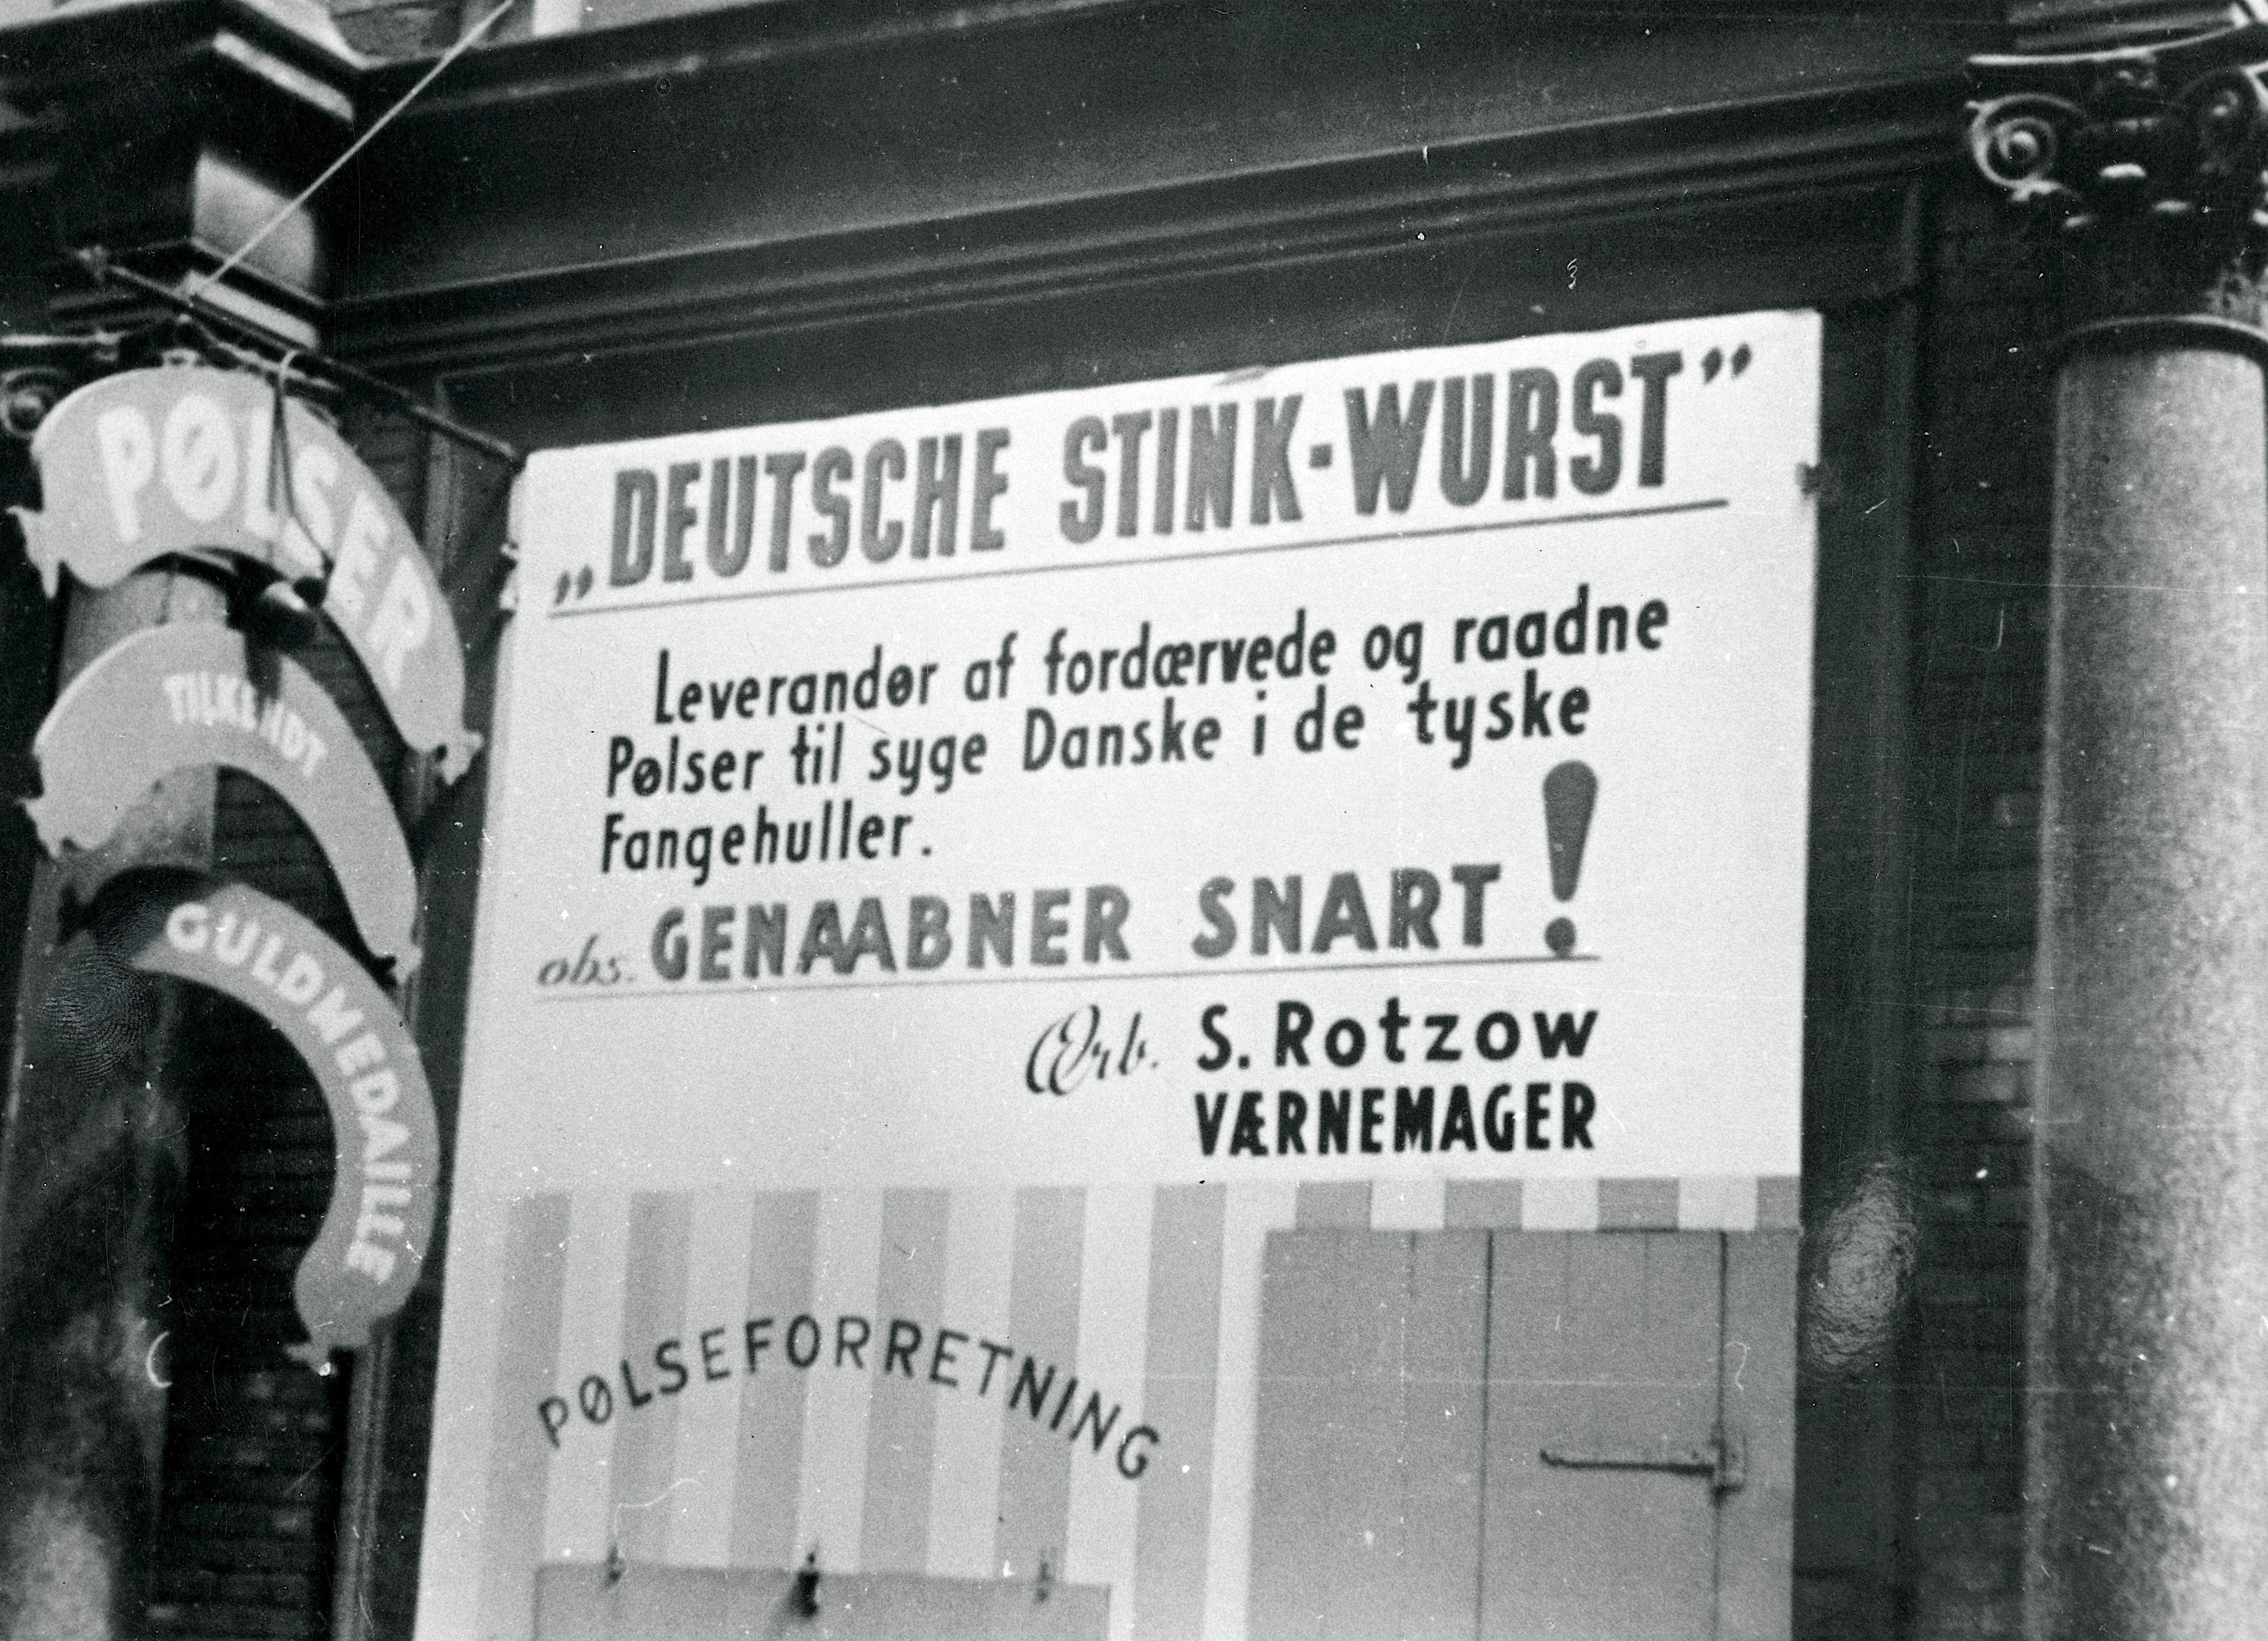 PØLSER
TILKENDT
GULDMEDAILLE
„DEUTSCHE STINK-WURST”
Leverandør af fordærvede og raadne
Pølser til syge Danske i de tyske
Fangehuller.
obs. GENAABNER SNART!
Ærb. S. Rotzow
VÆRNEMAGER
PØLSEFORRETNING